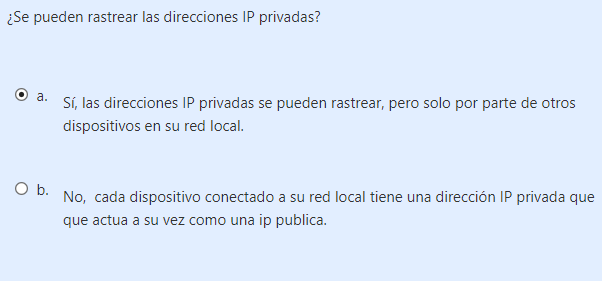 ¿Se pueden rastrear las direcciones IP privadas?
a. Sí, las direcciones IP privadas se pueden rastrear, pero solo por parte de otros
dispositivos en su red local.
b. No, cada dispositivo conectado a su red local tiene una dirección IP privada que
que actua a su vez como una ip publica.